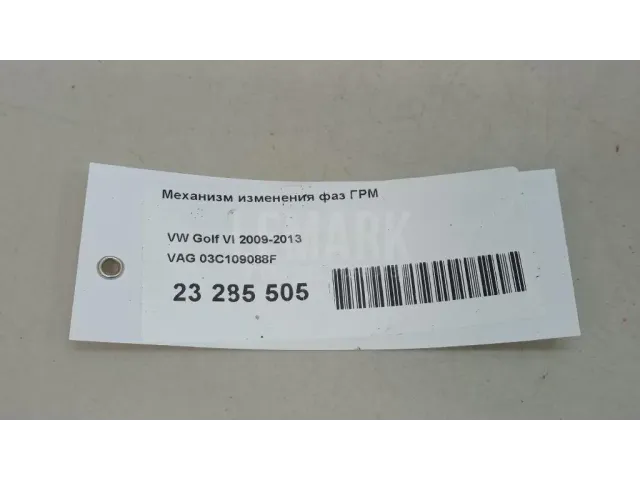 Механизм изменения фаз ГРМ
VW Golf VI 2009-2013
VAG 03C109088F
23 285 505